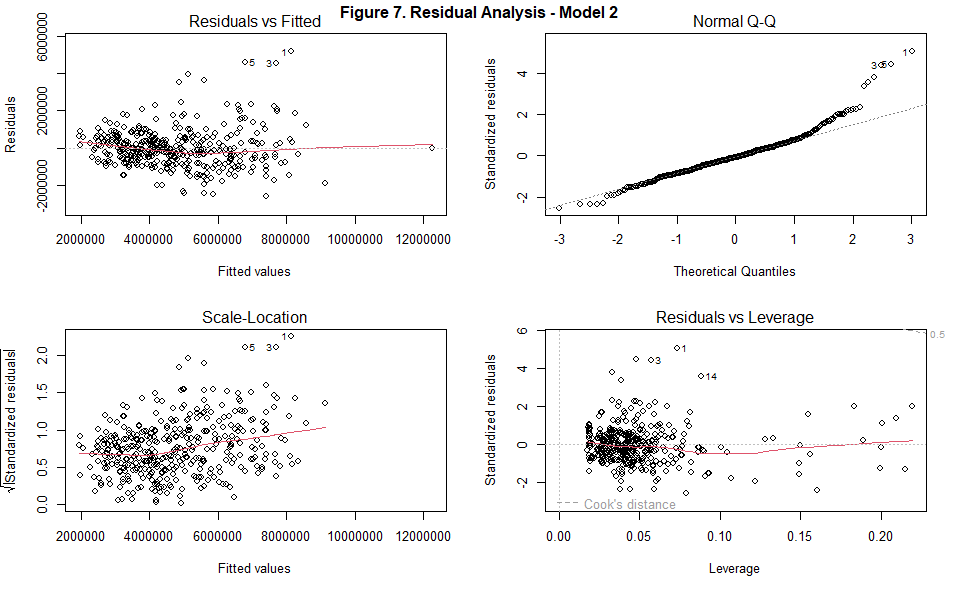 Figure 7. Residual Analysis - Model 2
Residuals vs Fitted
Residuals
-2000000 2000000 6000000
1
5
3
2000000 4000000 6000000 8000000 10000000 12000000
Fitted values
Normal Q-Q
Standardized residuals
-2 0 2 4
1
3
5
-3 -2 -1 0 1 2 3
Theoretical Quantiles
Scale-Location
√|Standardized residuals|
0.0 0.5 1.0 1.5 2.0
1
5
3
2000000 4000000 6000000 8000000 10000000 12000000
Fitted values
Residuals vs Leverage
Standardized residuals
-2 0 2 4 6
0.5
1
3
14
Cook's distance
0.00 0.05 0.10 0.15 0.20
Leverage